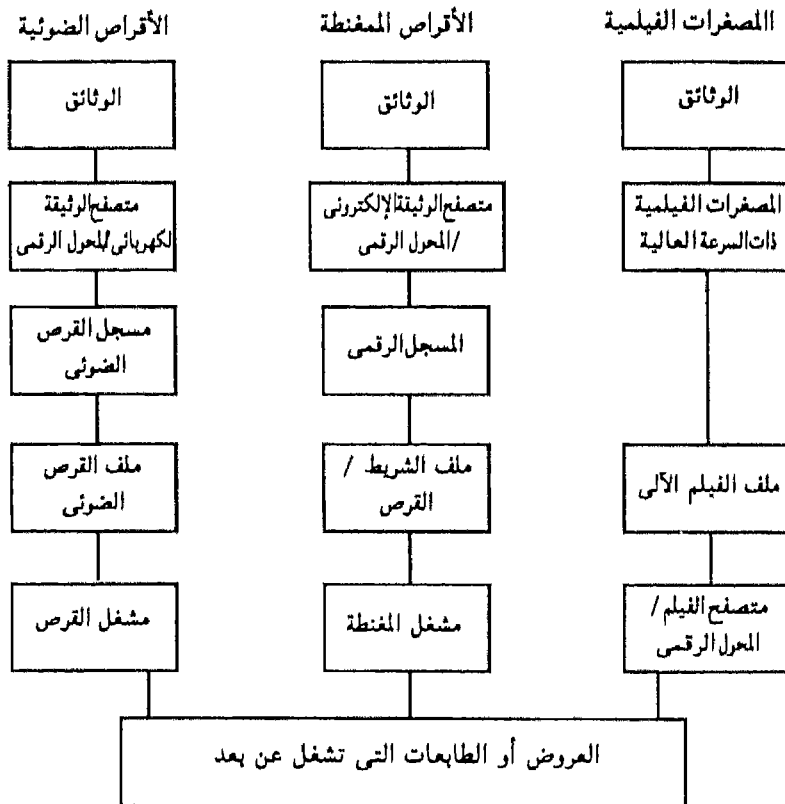 االمصغرات الفيلمية
الأقراص الممغنطة
الأقراص الضوئية
الوثائق
الوثائق
الوثائق
المصغرات الفيلمية
ذات السرعة العالية
متصفح الوثيقة الإلكترونى
/المحول الرقمى
متصفح الوثيقة
لكهربائى/المحول الرقمى
المسجل الرقمى
مسجل القرص
الضوئى
ملف الفيلم الآلى
ملف الشريط /
القرص
ملف القرص
الضوئى
متصفح الفيلم /
المحول الرقمى
مشغل المغنطة
مشغل القرص
العروض أو الطابعات التى تشغل عن بعد